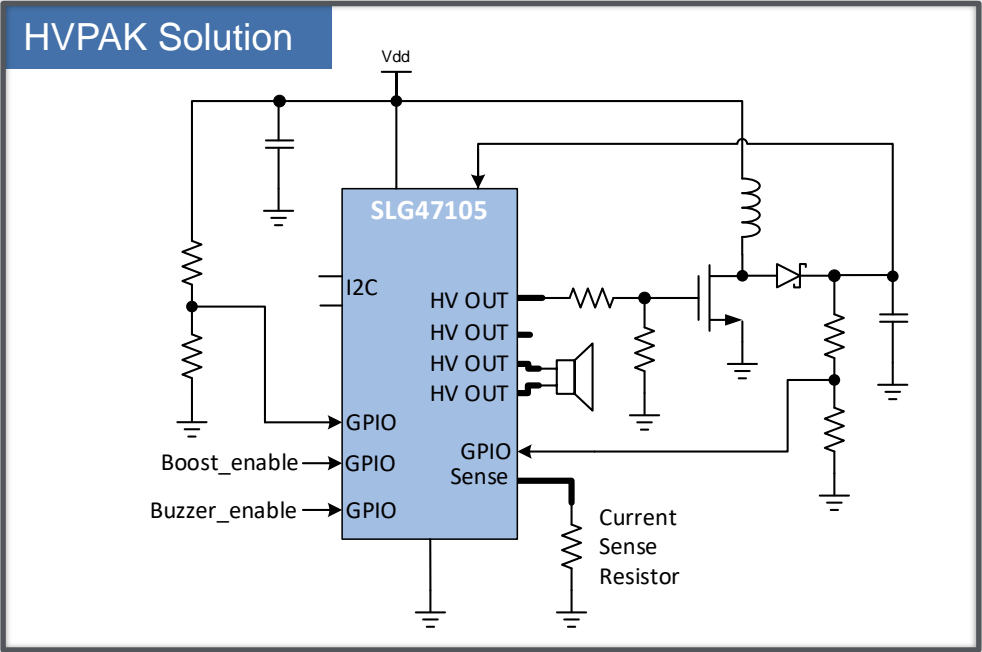 HVPAK Solution
Vdd
SLG47105
I2C
HV OUT
HV OUT
HV OUT
HV OUT
GPIO
GPIO
Boost_enable
GPIO
Sense
Buzzer_enable
GPIO
Current
Sense
Resistor